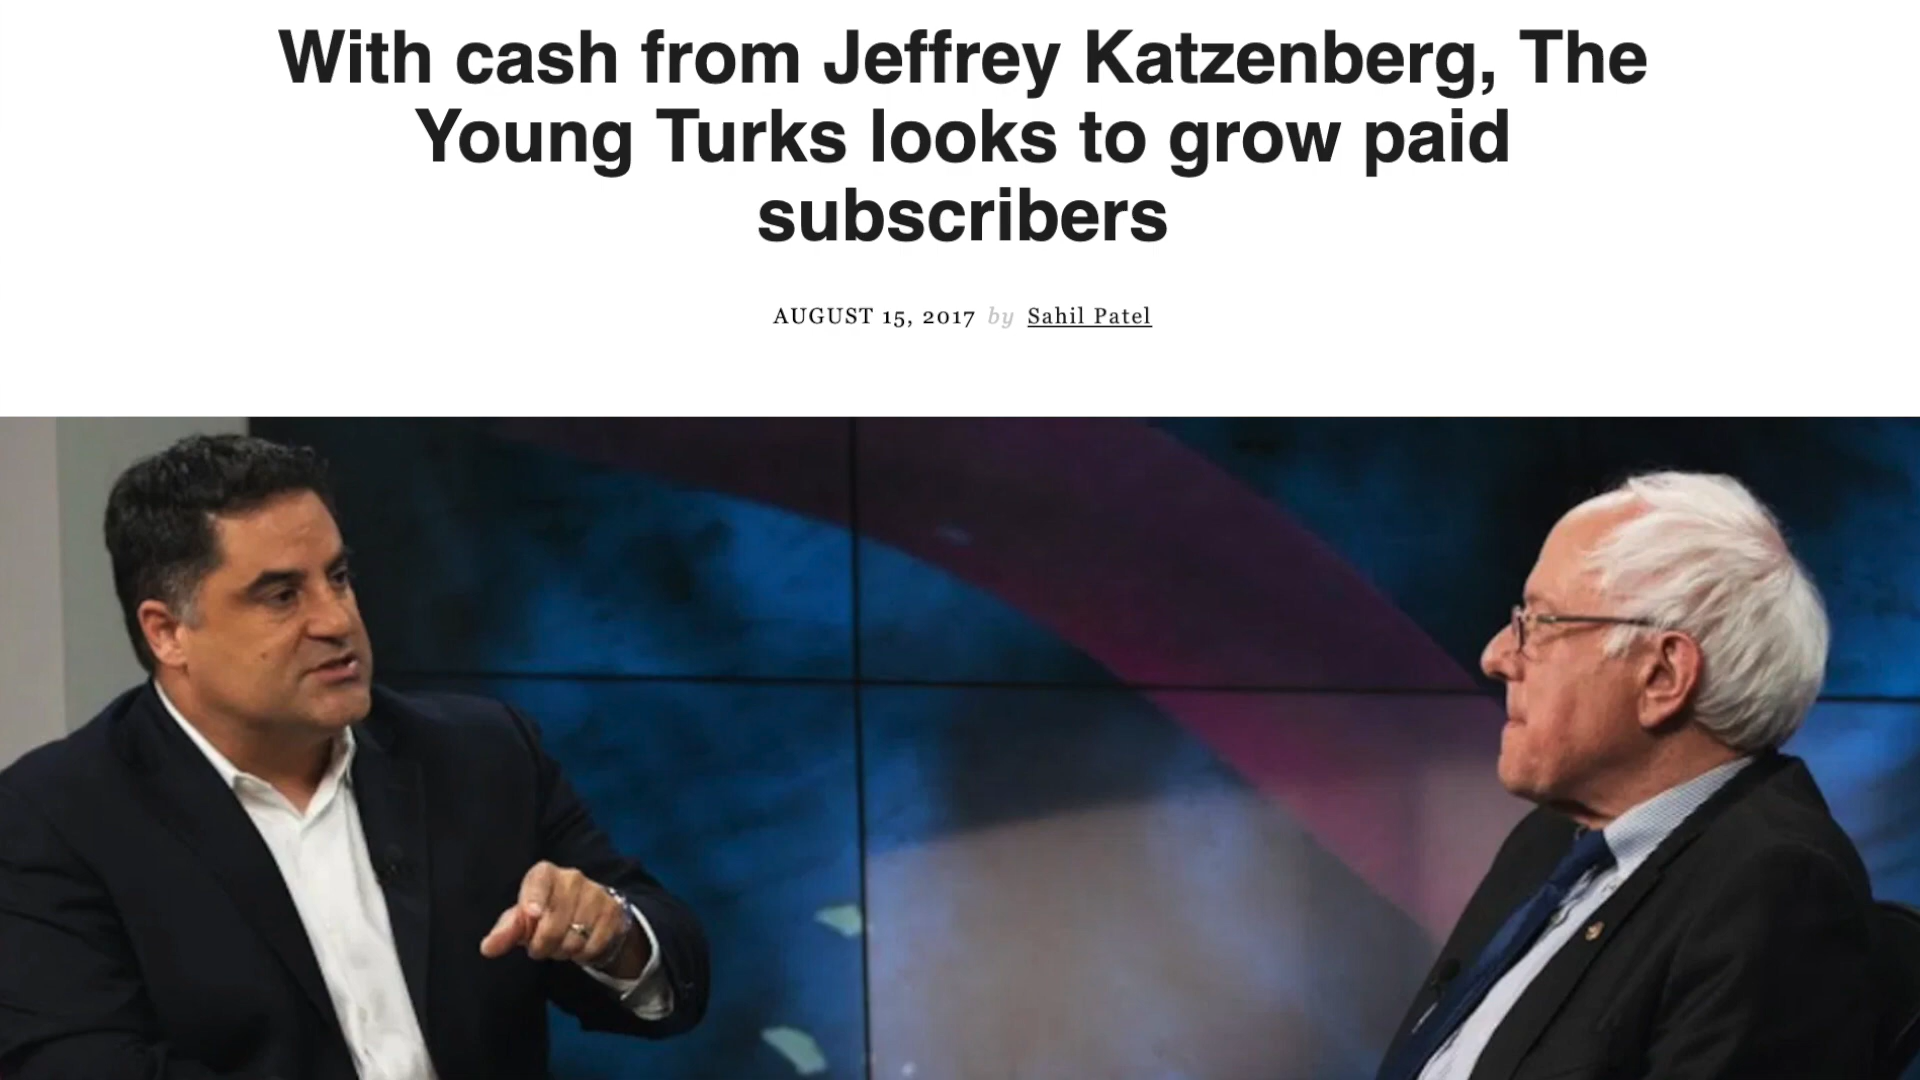 With cash from Jeffrey Katzenberg, The
Young Turks looks to grow paid
subscribers
AUGUST 15, 2017 by Sahil Patel